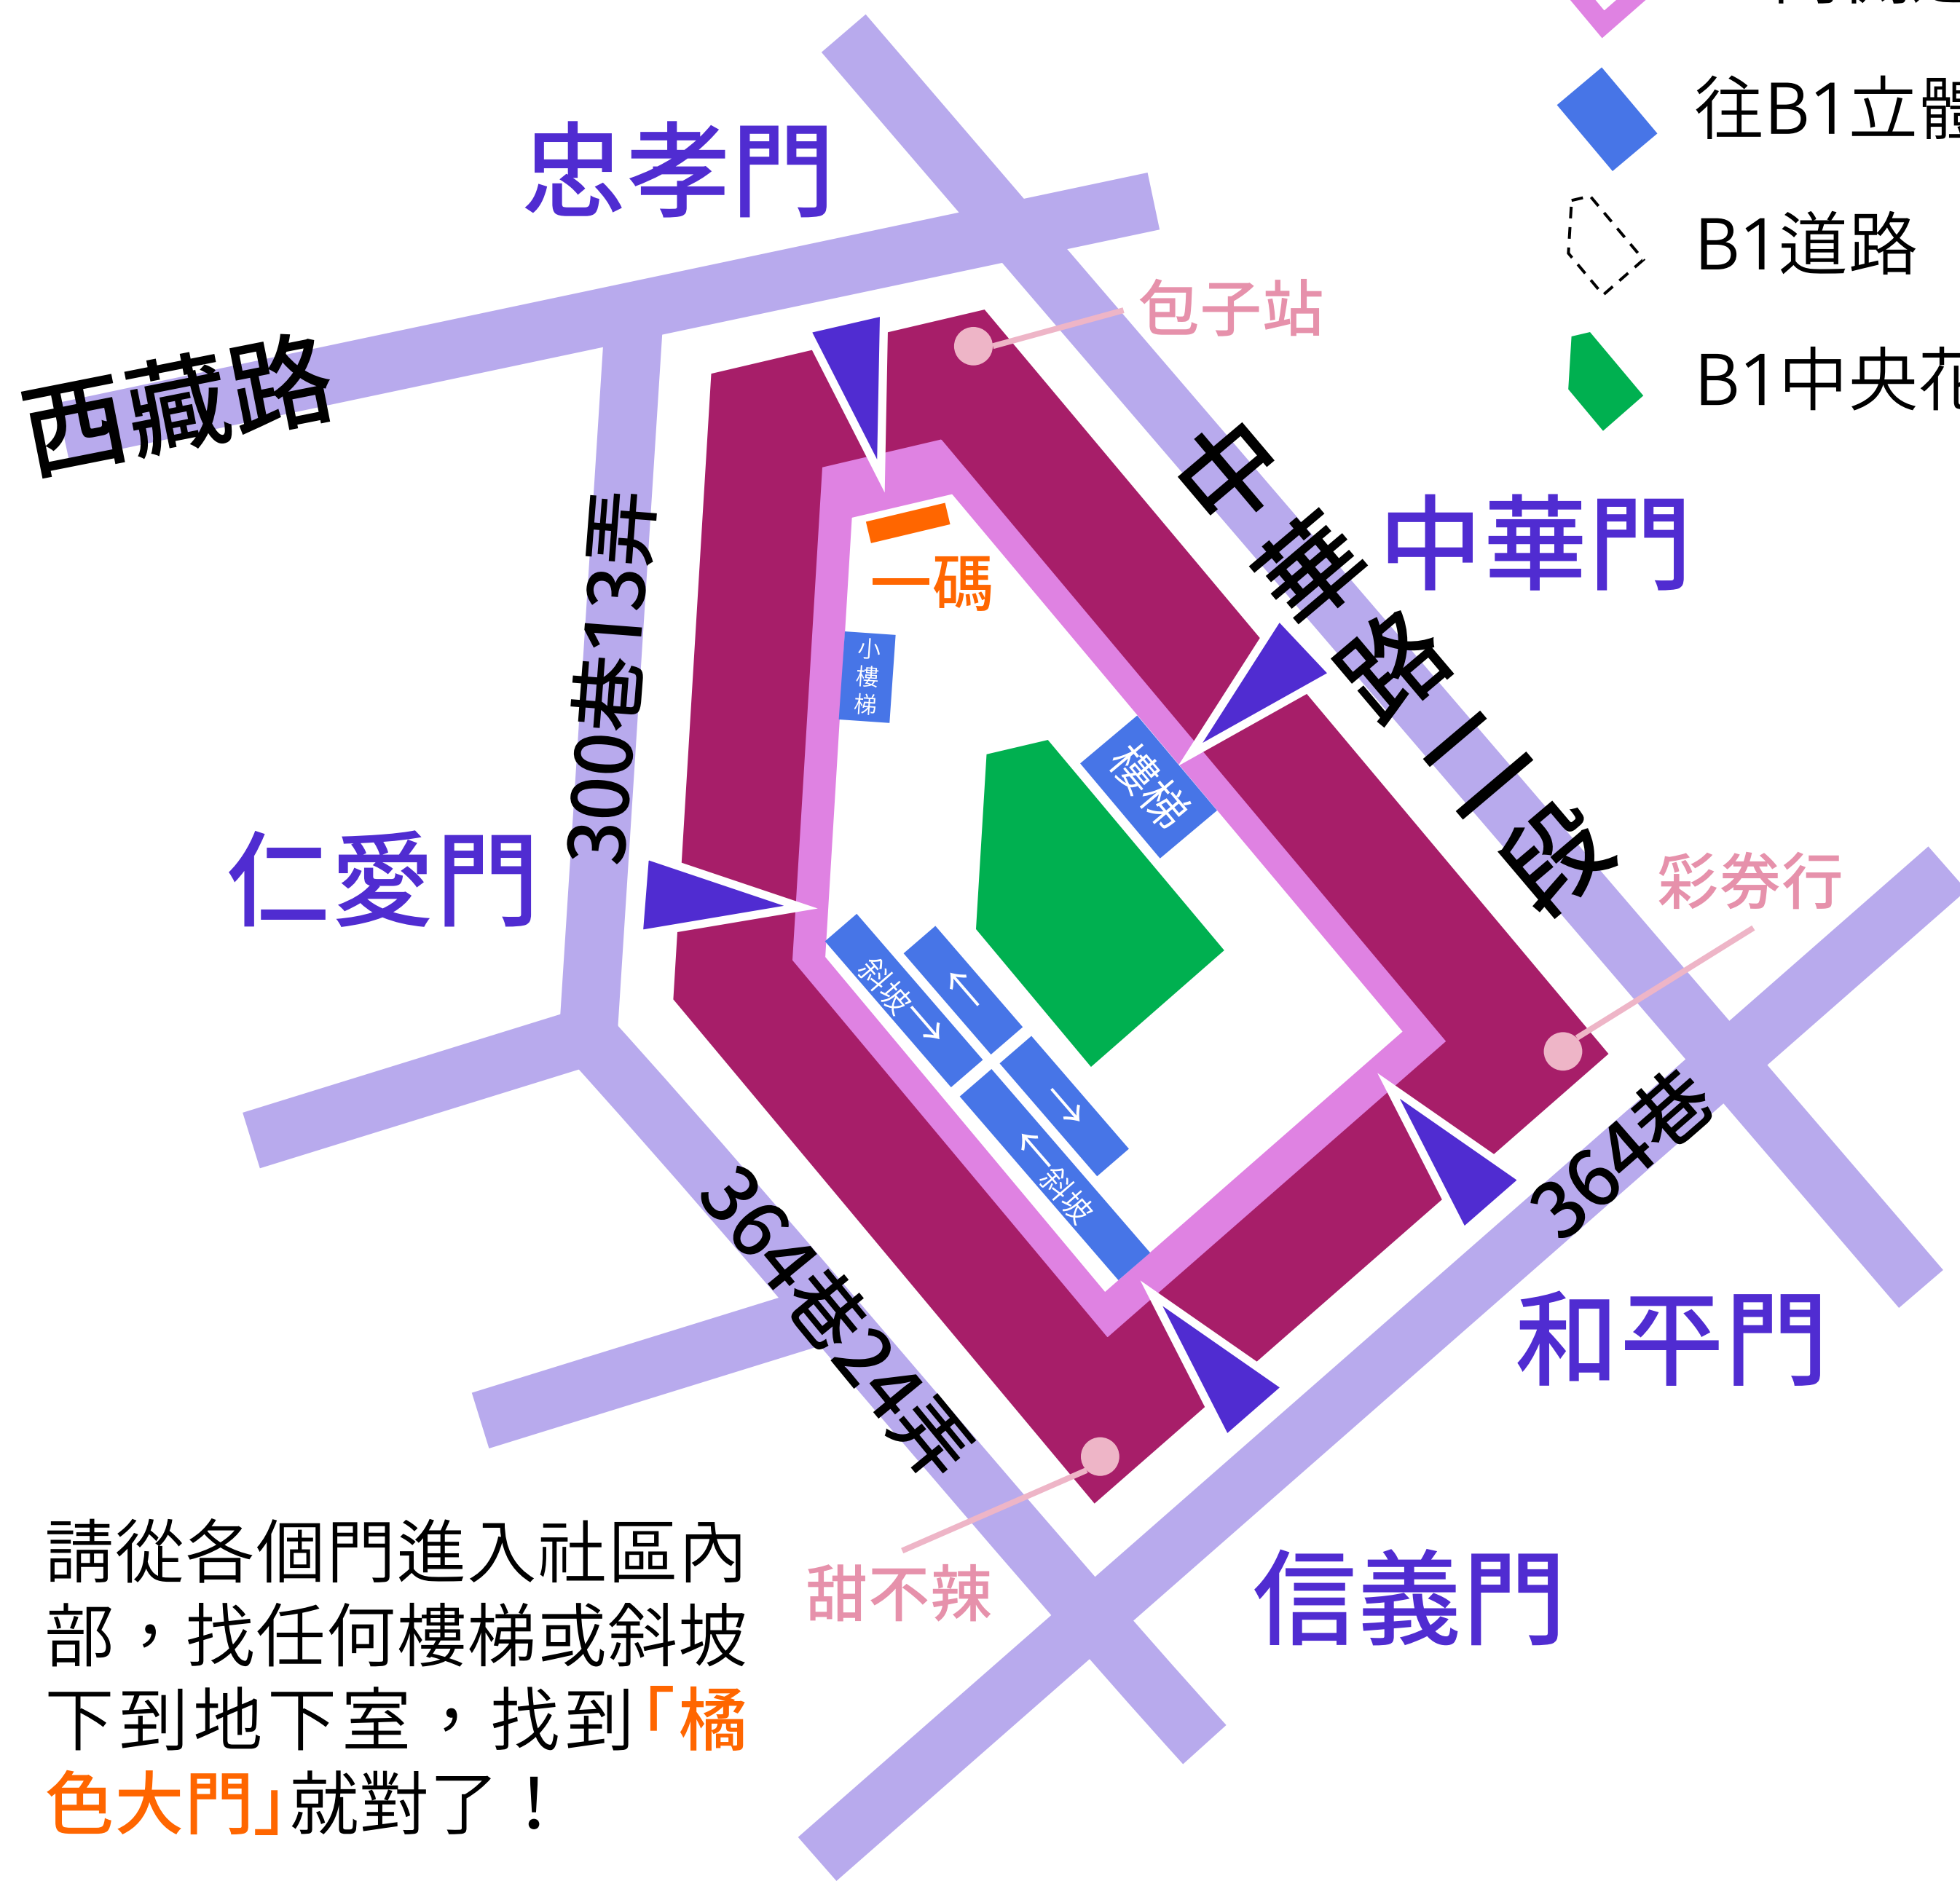 往B1立體
忠孝門
B1道路
包子站
西藏路
B1中央花
中華路二段
中華門
300巷13弄
一碼
小樓梯
樓梯
仁愛門
彩券行
斜坡→
←
→
←斜坡
364巷
364巷24弄
和平門
甜不辣
信義門
請從各個門進入社區內
部，找任何樓梯或斜坡
下到地下室，找到「橘
色大門」就對了！